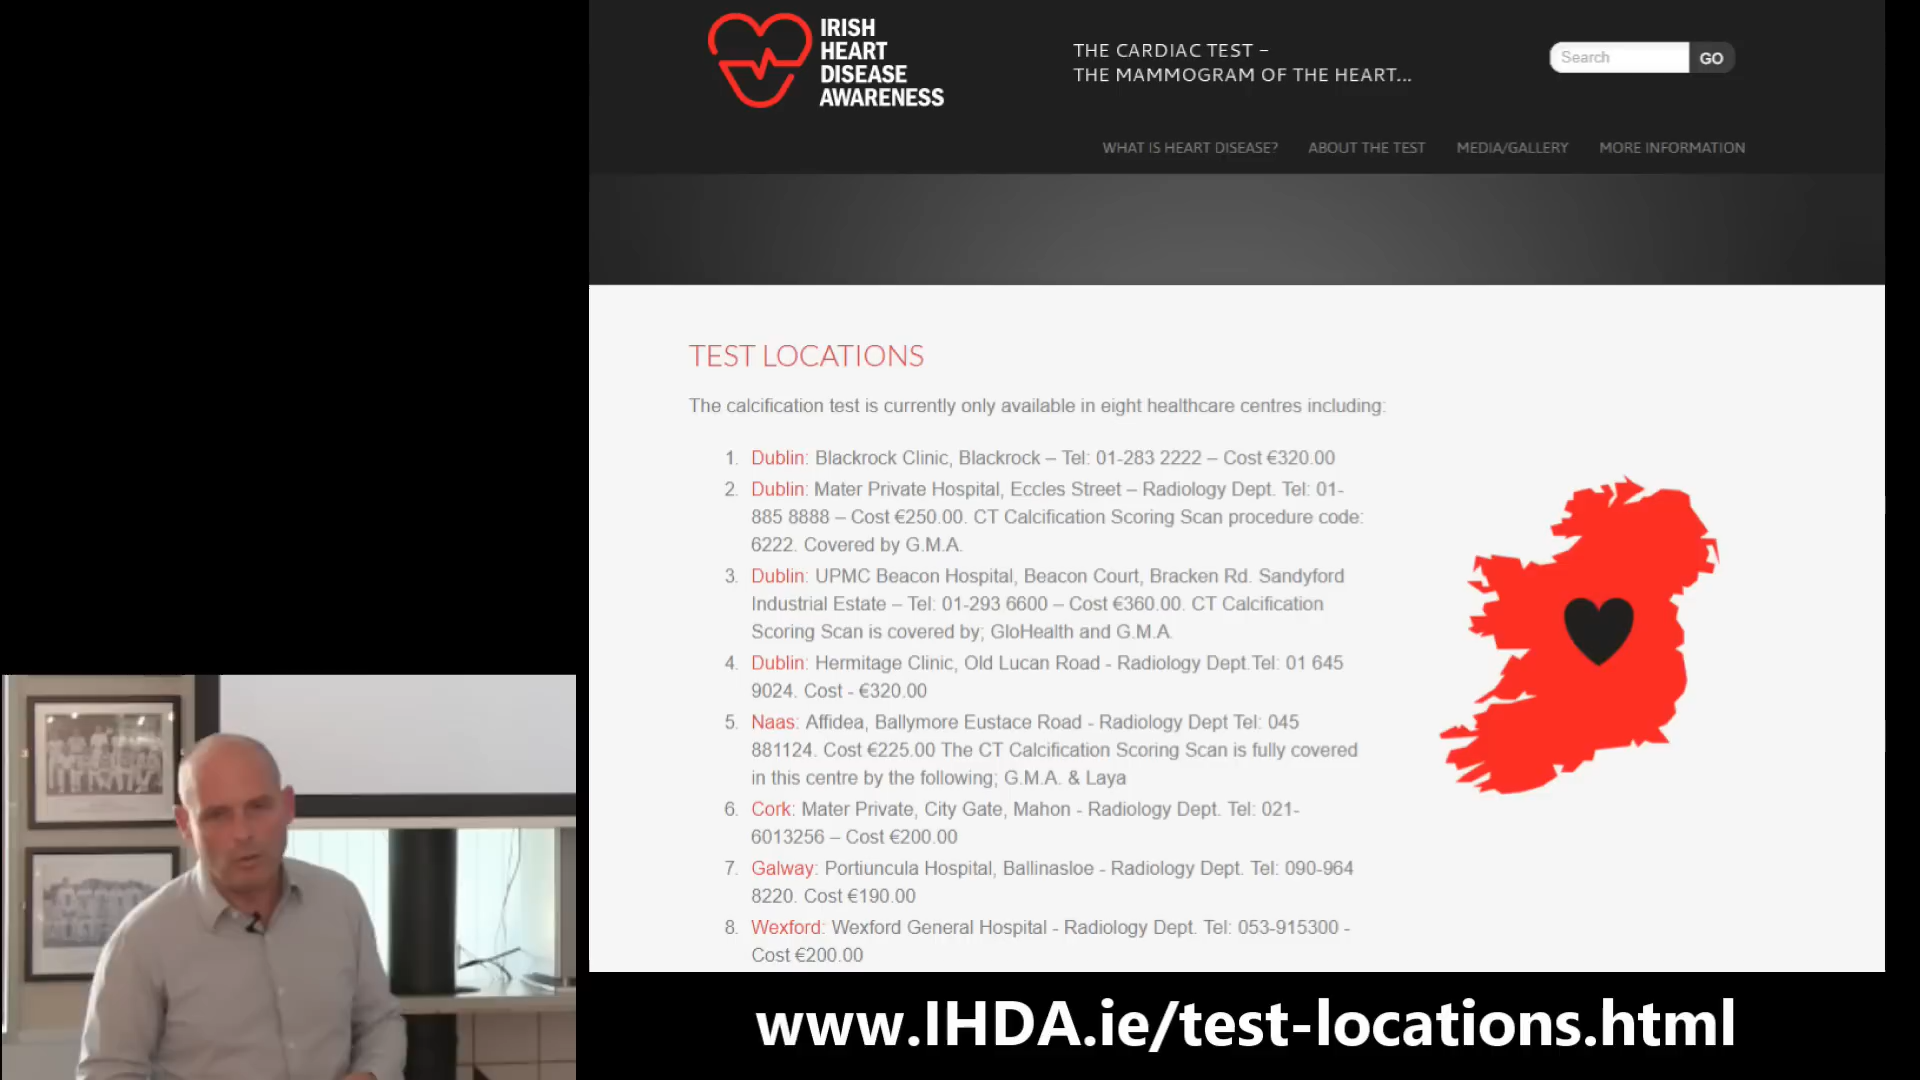 IRISH
HEART
DISEASE
AWARENESS
THE CARDIAC TEST –
THE MAMMOGRAM OF THE HEART...
Search
GO
WHAT IS HEART DISEASE?
ABOUT THE TEST
MEDIA/GALLERY
MORE INFORMATION
TEST LOCATIONS
The calcification test is currently only available in eight healthcare centres including:
1. Dublin: Blackrock Clinic, Blackrock – Tel: 01-283 2222 – Cost €320.00
2. Dublin: Mater Private Hospital, Eccles Street – Radiology Dept. Tel: 01-
885 8888 – Cost €250.00. CT Calcification Scoring Scan procedure code:
6222. Covered by G.M.A.
3. Dublin: UPMC Beacon Hospital, Beacon Court, Bracken Rd. Sandyford
Industrial Estate – Tel: 01-293 6600 – Cost €360.00. CT Calcification
Scoring Scan is covered by; GloHealth and G.M.A.
4. Dublin: Hermitage Clinic, Old Lucan Road - Radiology Dept.Tel: 01 645
9024. Cost - €320.00
5. Naas: Affidea, Ballymore Eustace Road - Radiology Dept Tel: 045
881124. Cost €225.00 The CT Calcification Scoring Scan is fully covered
in this centre by the following; G.M.A. & Laya
6. Cork: Mater Private, City Gate, Mahon - Radiology Dept. Tel: 021-
6013256 – Cost €200.00
7. Galway: Portiuncula Hospital, Ballinasloe - Radiology Dept. Tel: 090-964
8220. Cost €190.00
8. Wexford: Wexford General Hospital - Radiology Dept. Tel: 053-915300 -
Cost €200.00
www.IHDA.ie/test-locations.html